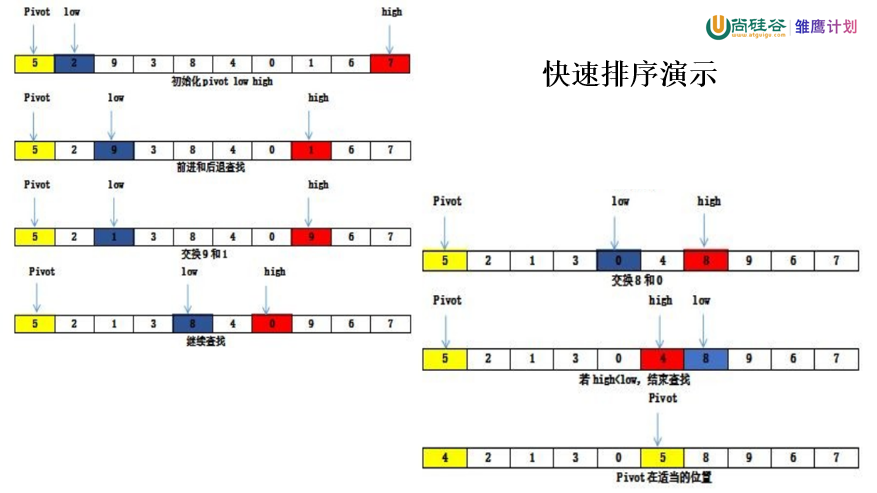 尚硅谷 雏鹰计划
www.atguigu.com
快速排序演示
Pivot low high
5 2 9 3 8 4 0 1 6 7
初始化pivot low high
Pivot low high
5 2 9 3 8 4 0 1 6 7
前进和后退查找
Pivot low high
5 2 1 3 8 4 0 9 6 7
交换9和1
Pivot low high
5 2 1 3 8 4 0 9 6 7
继续查找
Pivot low high
5 2 1 3 0 4 8 9 6 7
交换8和0
Pivot high low
5 2 1 3 0 4 8 9 6 7
若high<low，结束查找
Pivot
4 2 1 3 0 5 8 9 6 7
Pivot在适当的位置